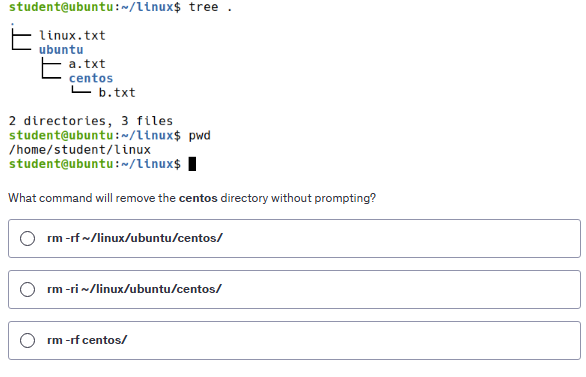 student@ubuntu:~/linux$ tree .
.
├── linux.txt
└── ubuntu
    ├── a.txt
    └── centos
        └── b.txt
2 directories, 3 files
student@ubuntu:~/linux$ pwd
/home/student/linux
student@ubuntu:~/linux$
What command will remove the centos directory without prompting?
rm -rf ~/linux/ubuntu/centos/
rm -ri ~/linux/ubuntu/centos/
rm -rf centos/